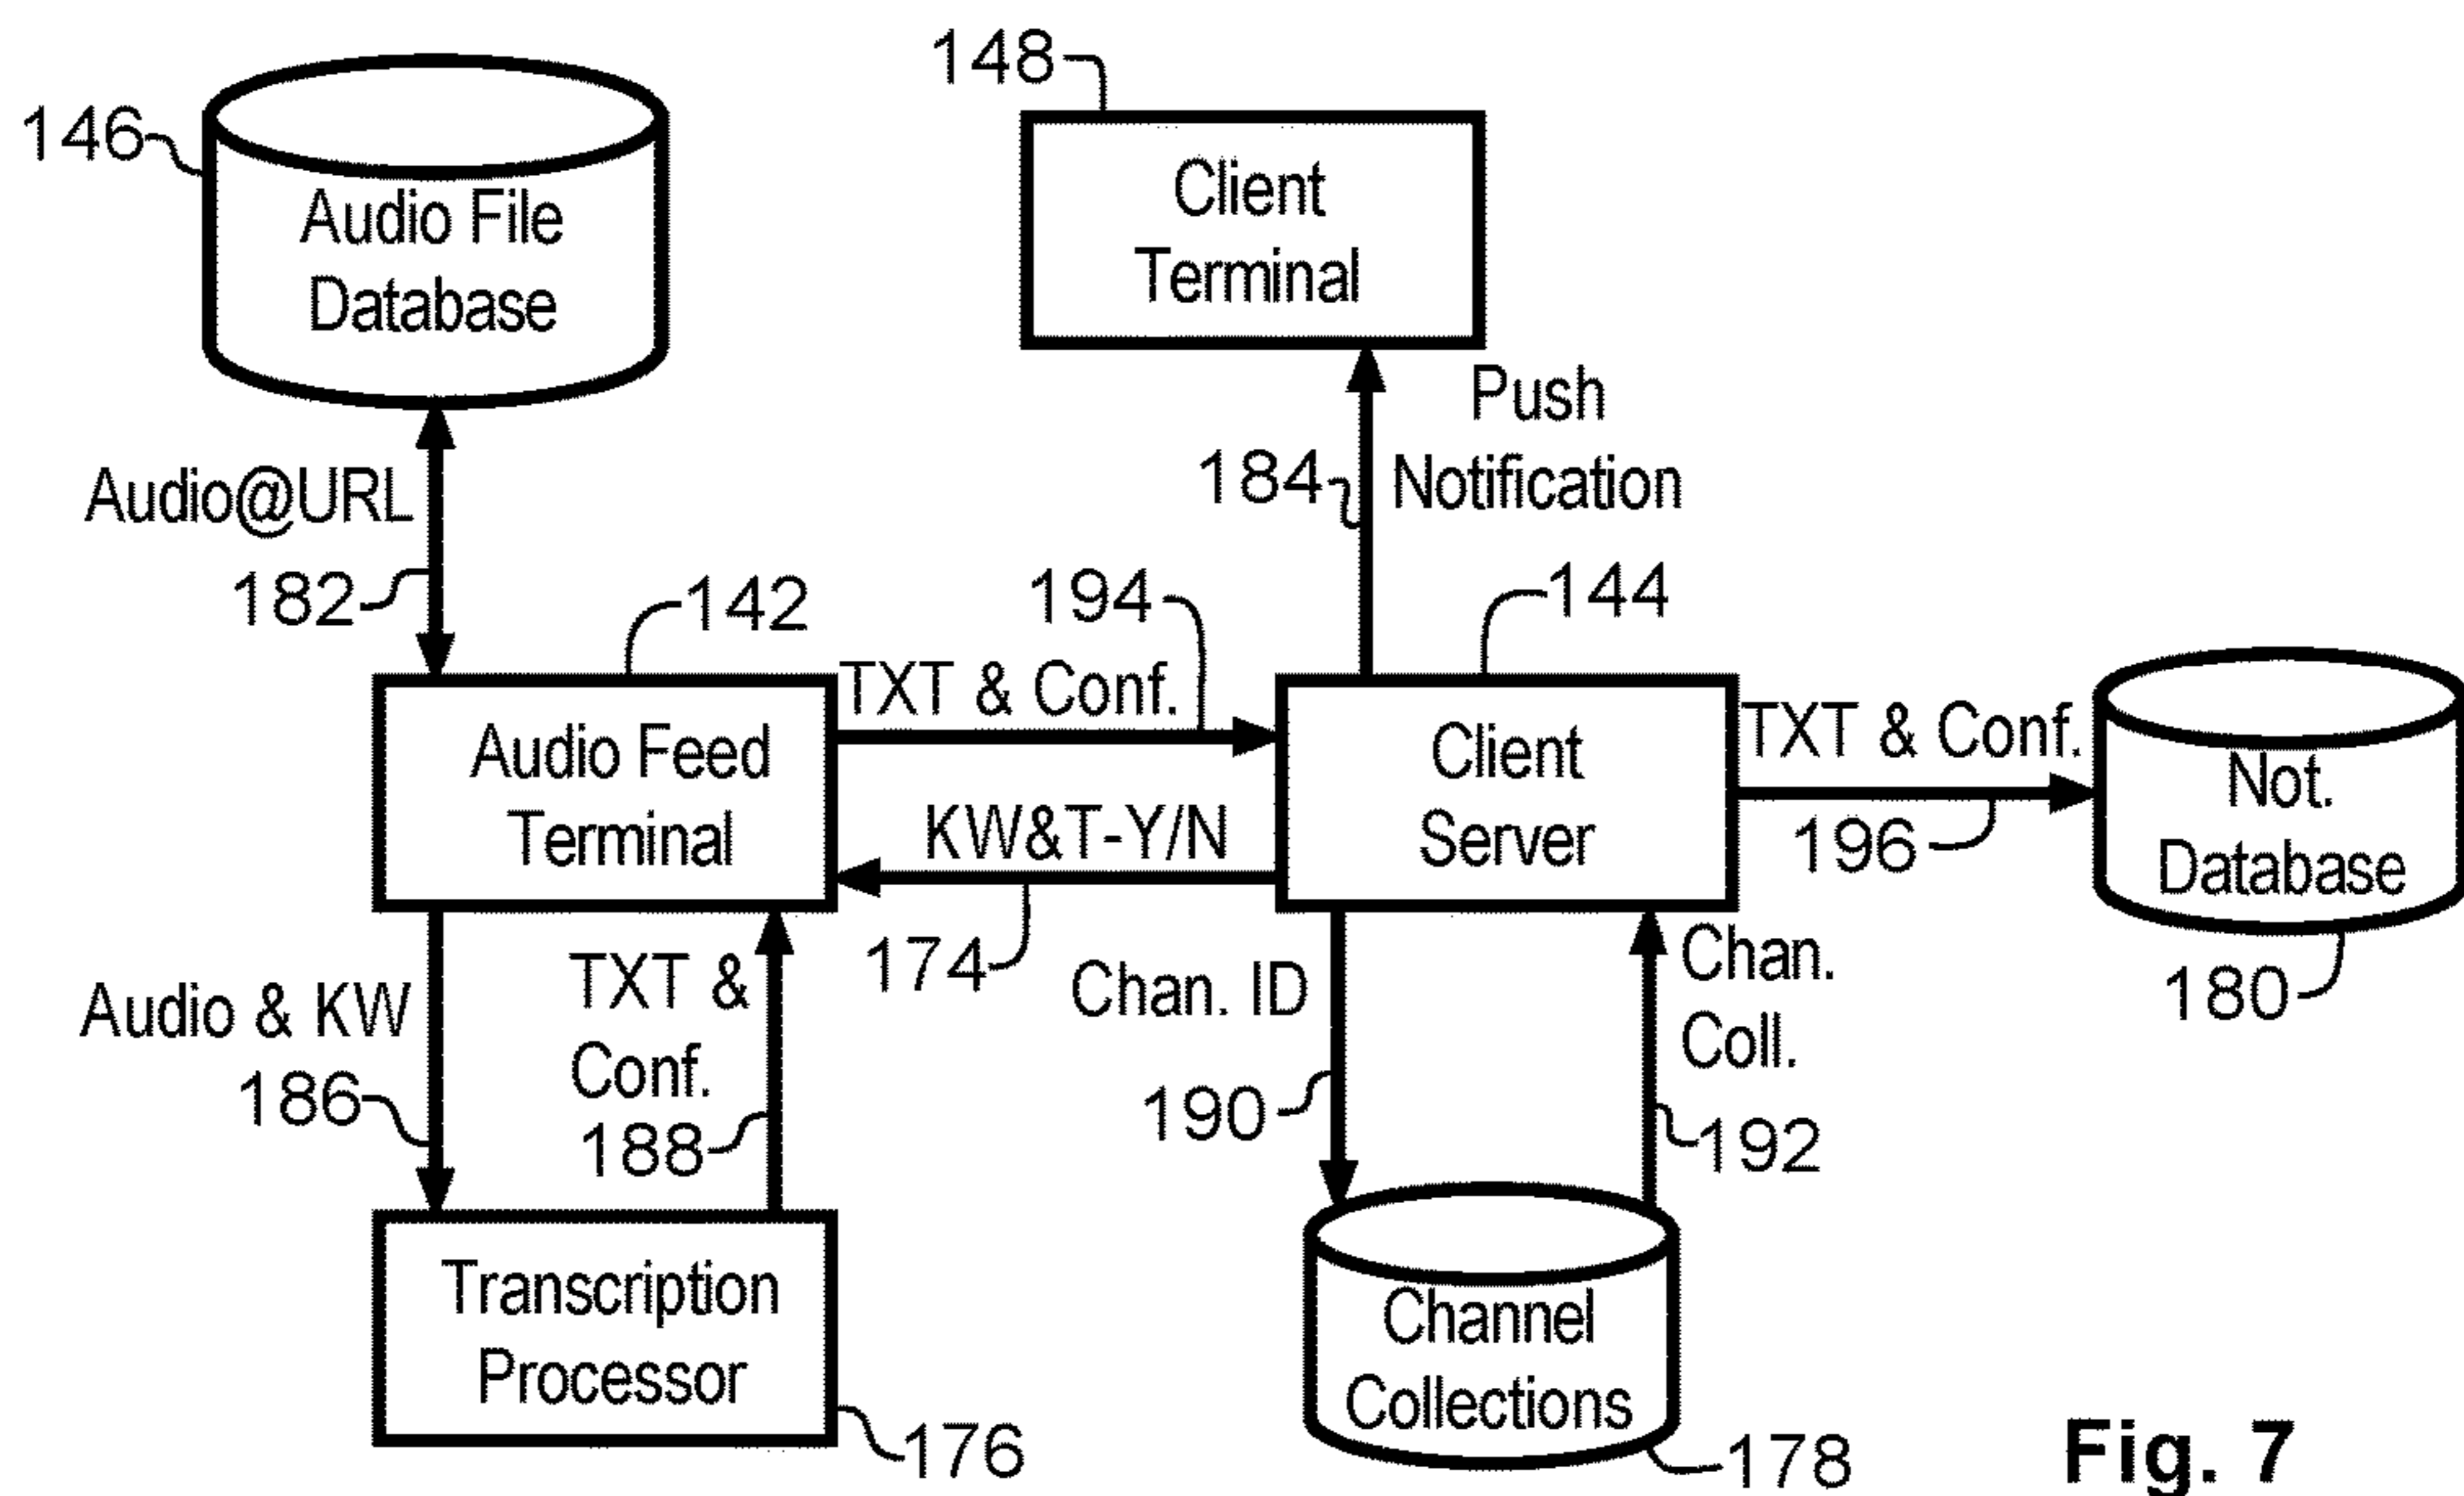 148
146
Audio File
Database
Client
Terminal
Push
Notification
184
Audio@URL
182
142
194
144
TXT & Conf.
Audio Feed
Terminal
KW&T-Y/N
174
Client
Server
TXT & Conf.
196
Not.
Database
180
Audio & KW
186
TXT &
Conf.
188
Chan. ID
190
Chan.
Coll.
192
Transcription
Processor
176
Channel
Collections
178
Fig. 7